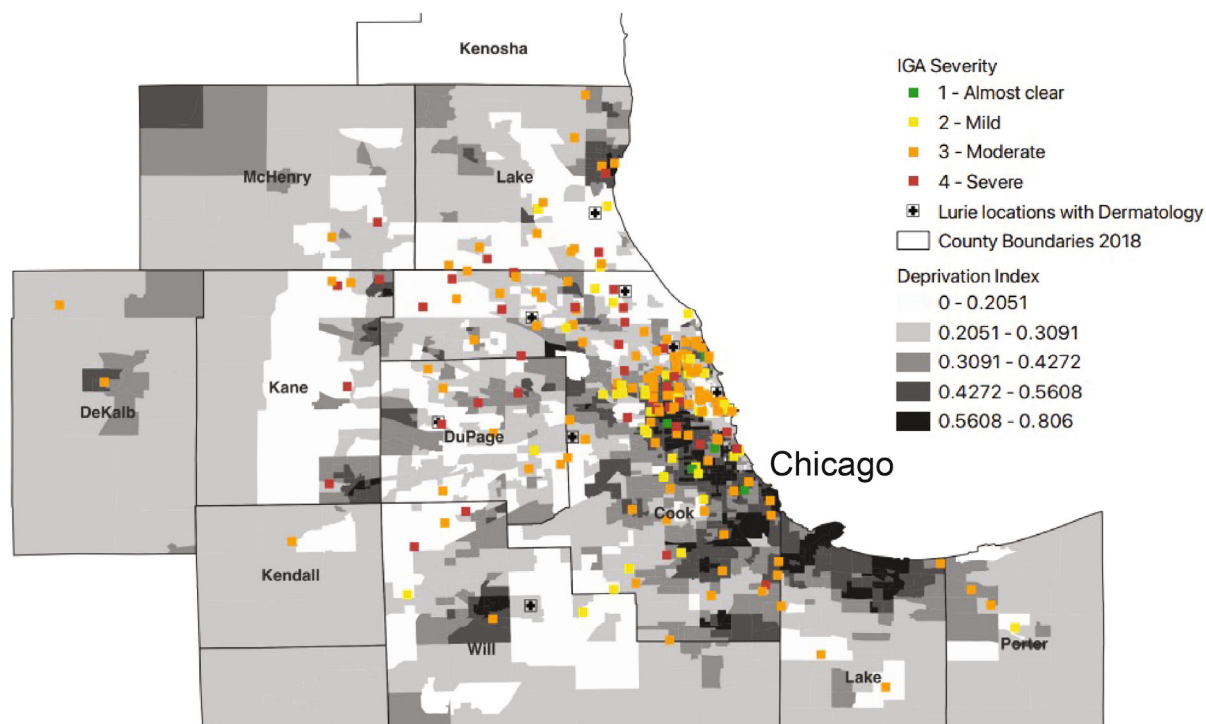 Kenosha
McHenry
Lake
DeKalb
Kane
DuPage
Cook
Kendall
Will
Lake
Porter
Chicago
IGA Severity
1 - Almost clear
2 - Mild
3 - Moderate
4 - Severe
Lurie locations with Dermatology
County Boundaries 2018
Deprivation Index
0 - 0.2051
0.2051 - 0.3091
0.3091 - 0.4272
0.4272 - 0.5608
0.5608 - 0.806